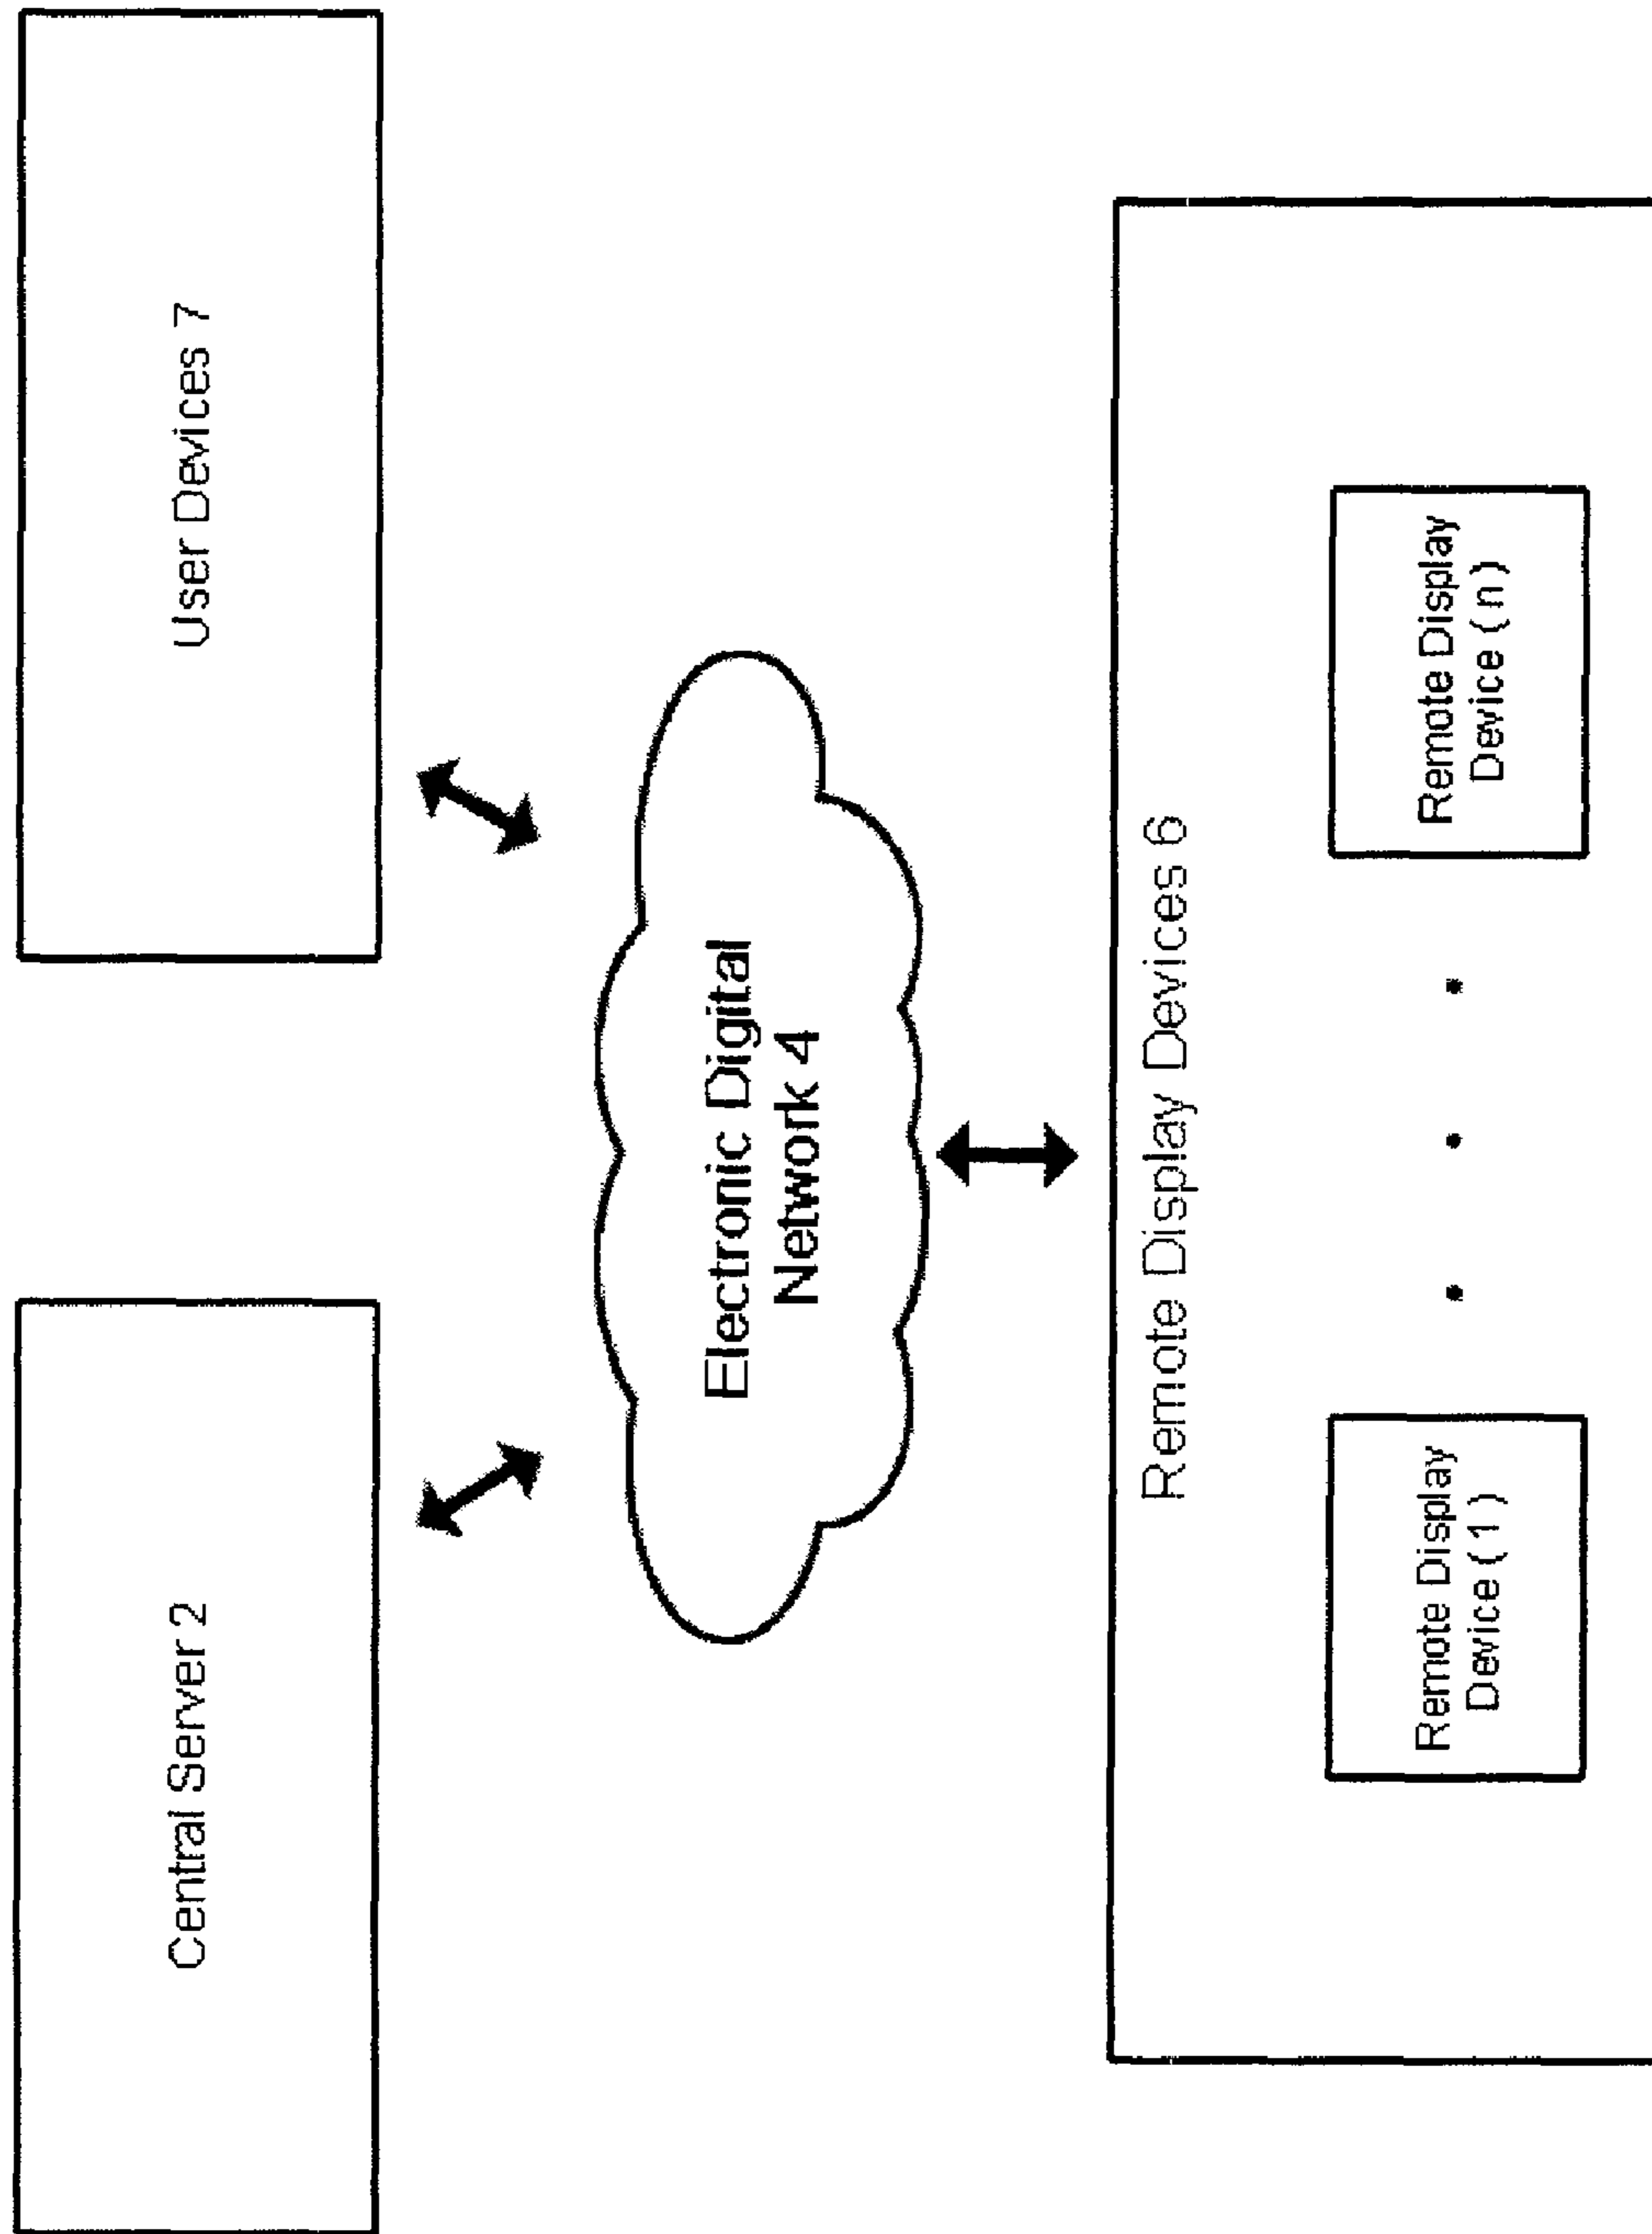 Central Server 2
User Devices 7
Electronic Digital
Network 4
Remote Display Devices 6
Remote Display
Device ( 1 )
Remote Display
Device ( n )